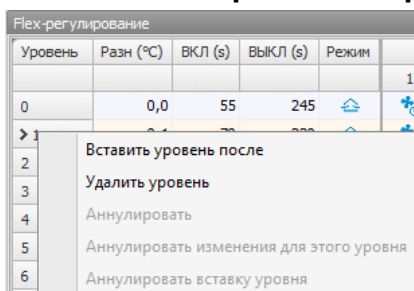 Flex-регулирование
Уровень Разн (°C) ВКЛ (s) ВЫКЛ (s) Режим
1
0 0,0 55 245
1
2 Вставить уровень после
3 Удалить уровень
4 Аннулировать
5 Аннулировать изменения для этого уровня
6 Аннулировать вставку уровня